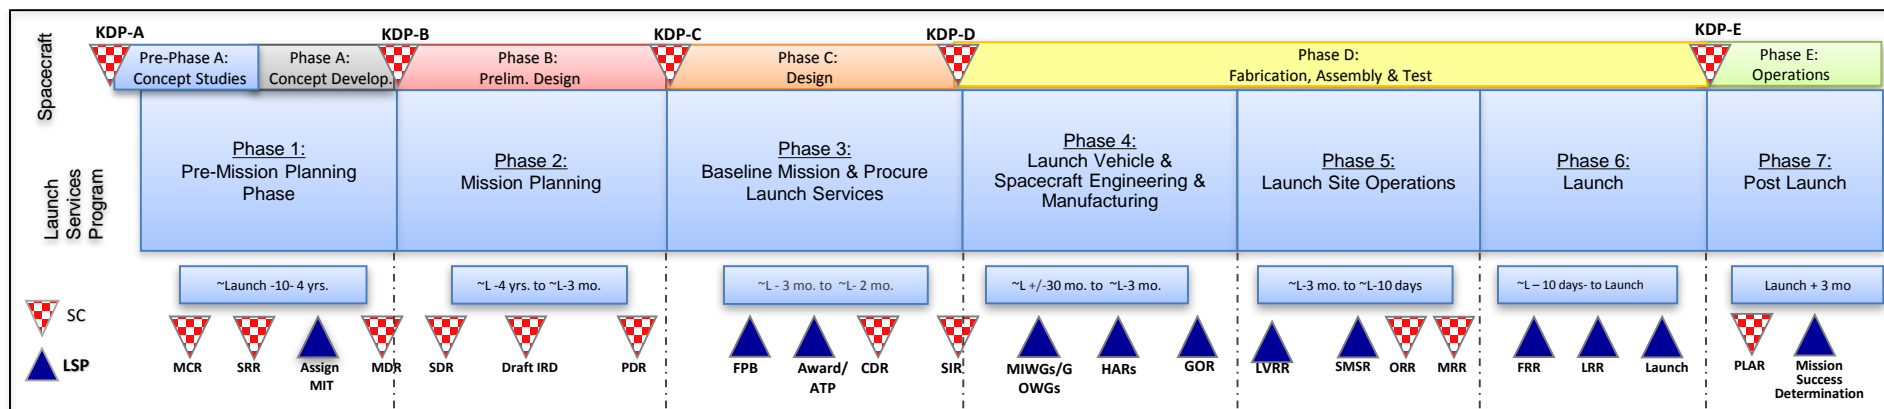 KDP-A
KDP-B
KDP-C
KDP-D
KDP-E
Spacecraft
Pre-Phase A:
Concept Studies
Phase A:
Concept Develop.
Phase B:
Prelim. Design
Phase C:
Design
Phase D:
Fabrication, Assembly & Test
Phase E:
Operations
Launch
Services
Program
Phase 1:
Pre-Mission Planning
Phase
Phase 2:
Mission Planning
Phase 3:
Baseline Mission & Procure
Launch Services
Phase 4:
Launch Vehicle &
Spacecraft Engineering &
Manufacturing
Phase 5:
Launch Site Operations
Phase 6:
Launch
Phase 7:
Post Launch
~Launch -10- 4 yrs.
~L -4 yrs. to ~L-3 mo.
~L - 3 mo. to ~L- 2 mo.
~L +/-30 mo. to ~L-3 mo.
~L-3 mo. to ~L-10 days
~L – 10 days- to Launch
Launch + 3 mo
SC
LSP
MCR
SRR
Assign
MIT
MDR
SDR
Draft IRD
PDR
FPB
Award/
ATP
CDR
SIR
MIWGs/G
OWGs
HARs
GOR
LVRR
SMSR
ORR
MRR
FRR
LRR
Launch
PLAR
Mission
Success
Determination